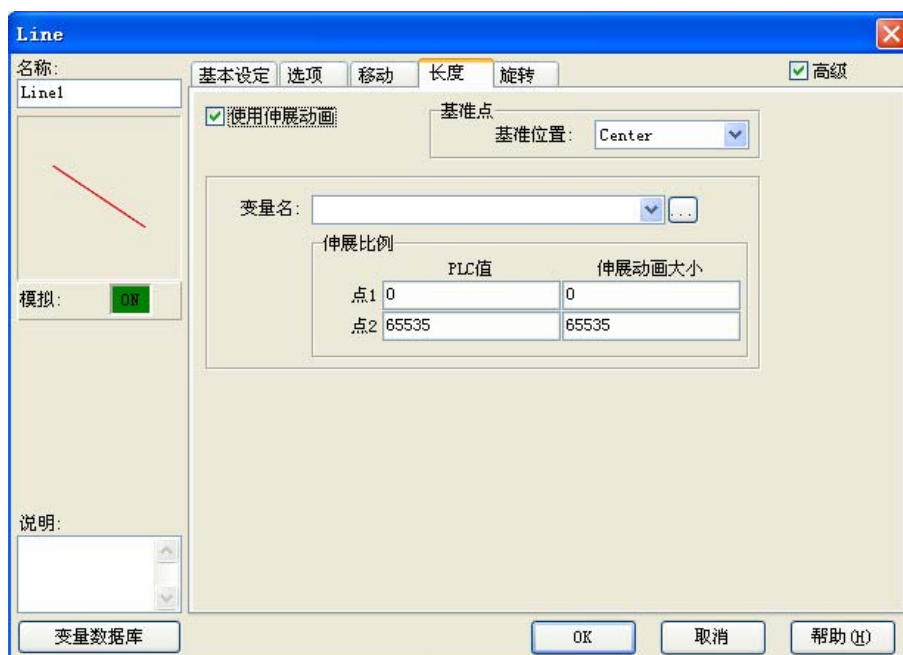 Line
名称:
Line1
基本设定 选项 移动 长度 旋转
高级
使用伸展动画
基准点
基准位置: Center
变量名: ...
伸展比例
PLC值 伸展动画大小
点1 0 0
点2 65535 65535
模拟: ON
说明:
变量数据库 OK 取消 帮助(H)